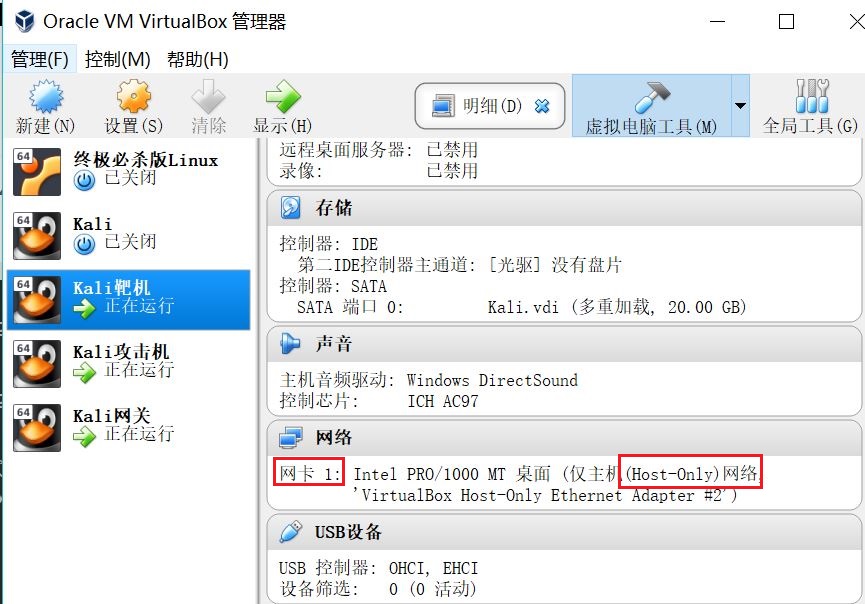 Oracle VM VirtualBox 管理器
管理(F) 控制(M) 帮助(H)
新建(N) 设置(S) 清除 显示(H) 明细(D) 虚拟电脑工具(M) 全局工具(G)
64 终极必杀版Linux
已关闭
64 Kali
已关闭
64 Kali靶机
正在运行
64 Kali攻击机
正在运行
64 Kali网关
正在运行
远程桌面服务器: 已禁用
录像: 已禁用
存储
控制器: IDE
第二IDE控制器主通道: [光驱] 没有盘片
控制器: SATA
SATA 端口 0: Kali.vdi (多重加载, 20.00 GB)
声音
主机音频驱动: Windows DirectSound
控制芯片: ICH AC97
网络
网卡 1: Intel PRO/1000 MT 桌面 (仅主机(Host-Only)网络,
'VirtualBox Host-Only Ethernet Adapter #2')
USB设备
USB 控制器: OHCI, EHCI
设备筛选: 0 (0 活动)